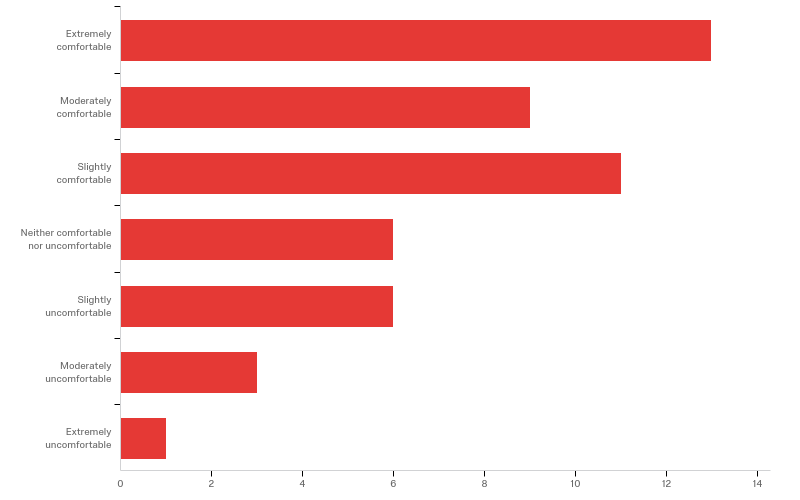 Extremely
comfortable
Moderately
comfortable
Slightly
comfortable
Neither comfortable
nor uncomfortable
Slightly
uncomfortable
Moderately
uncomfortable
Extremely
uncomfortable
0 2 4 6 8 10 12 14